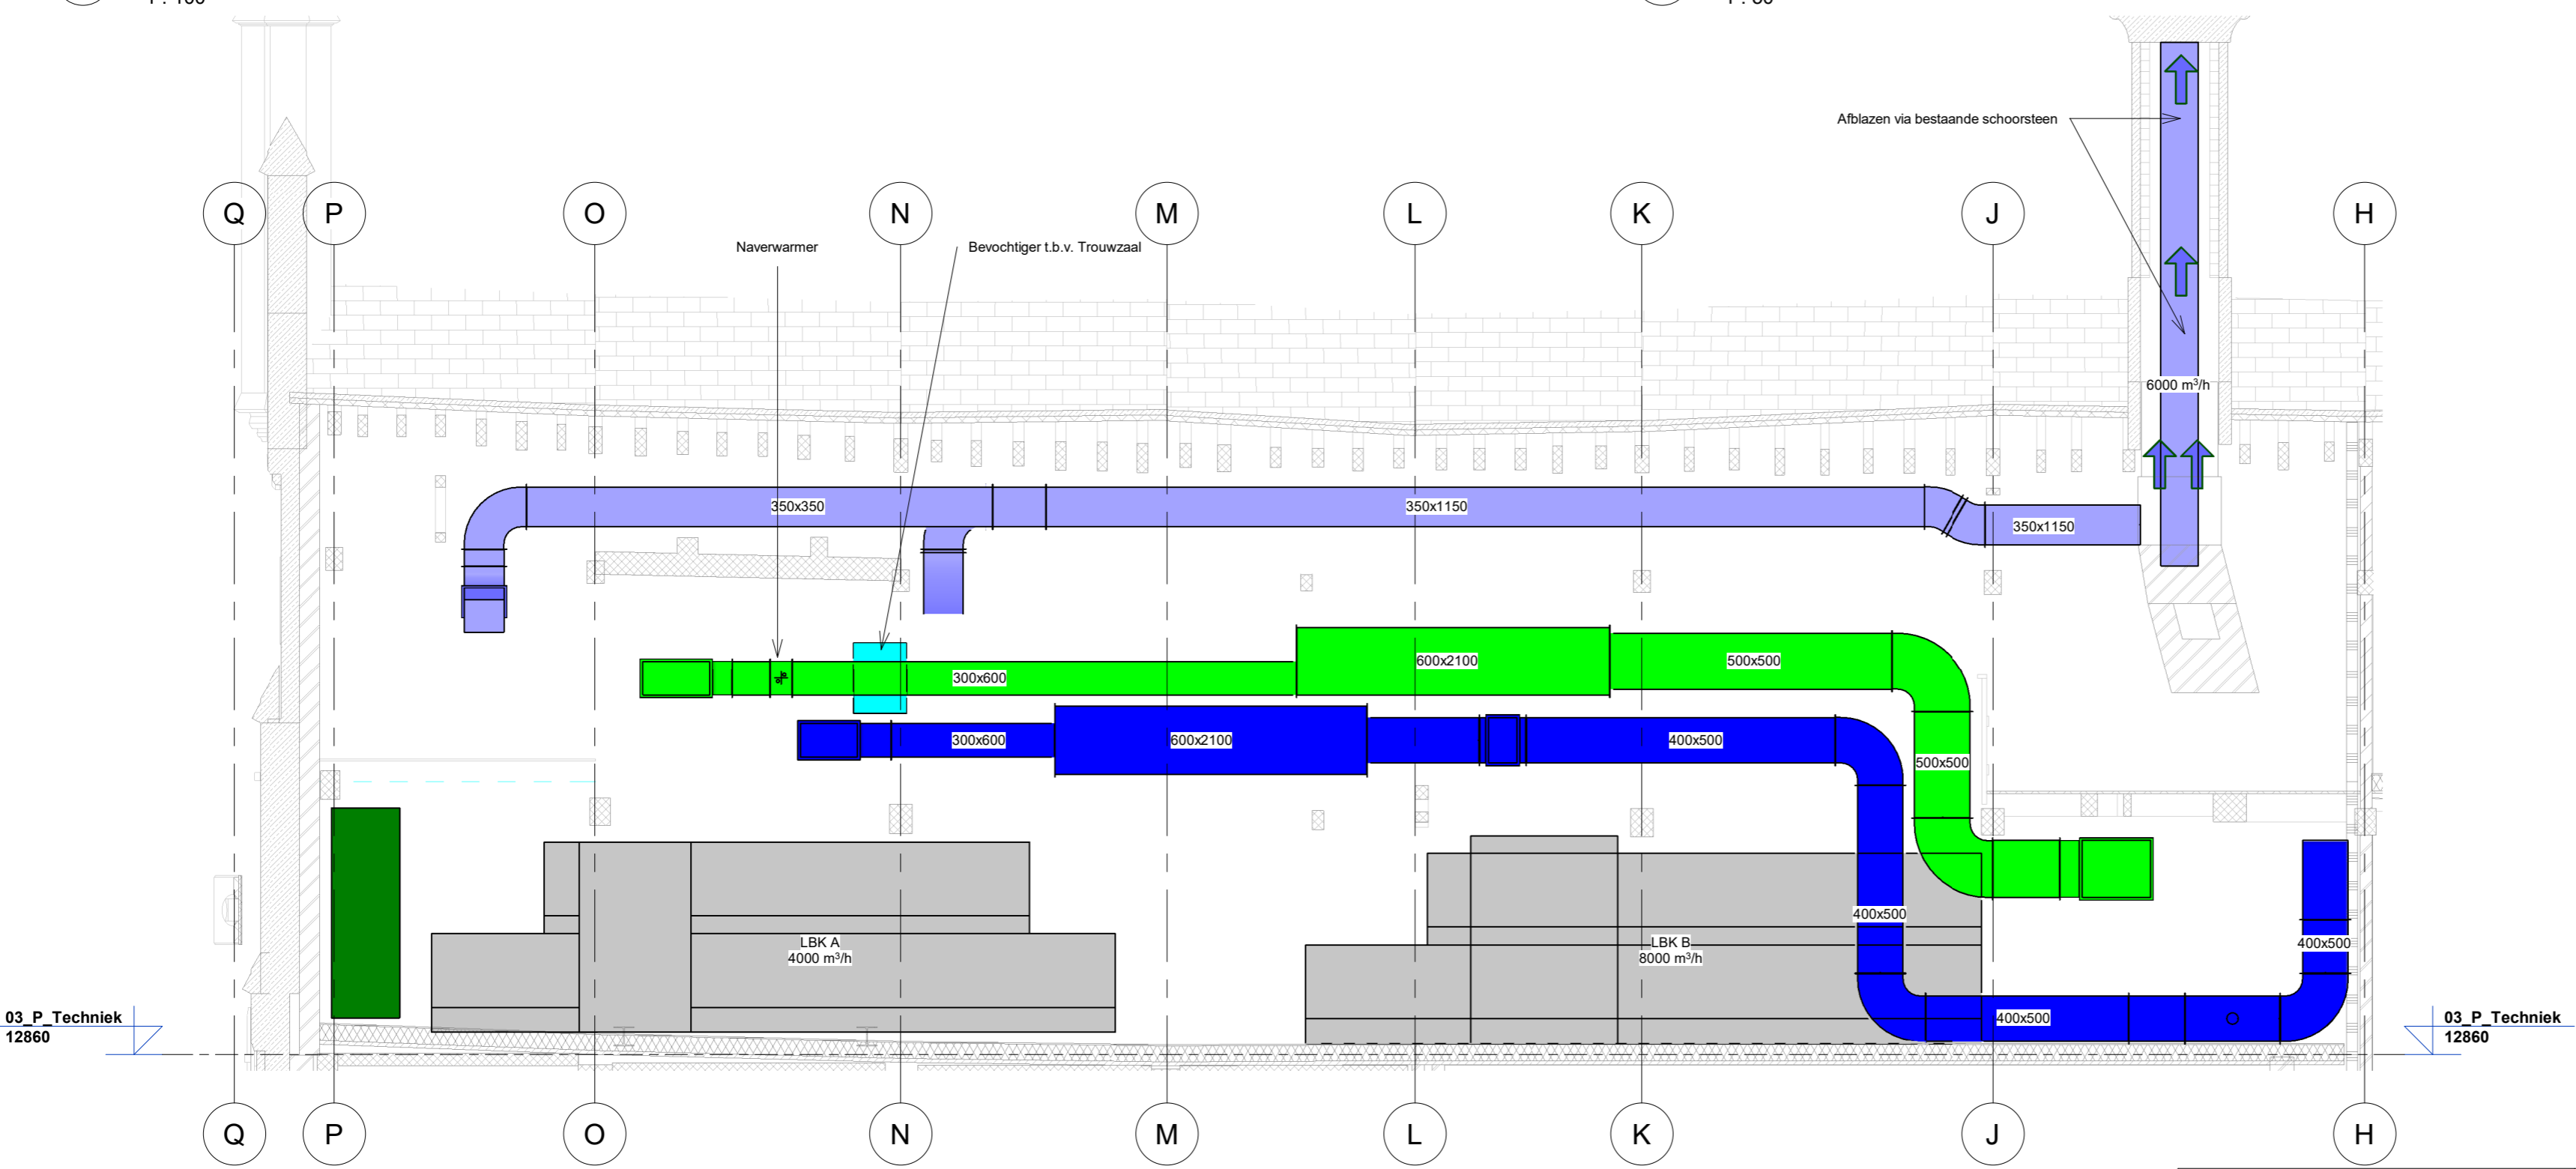 Afblazen via bestaande schoorsteen
Q P O N M L K J H
Naverwarmer
Bevochtiger t.b.v. Trouwzaal
6000 m³/h
350x350
350x1150
350x1150
600x2100
500x500
300x600
300x600
600x2100
400x500
500x500
400x500
LBK A
4000 m³/h
LBK B
8000 m³/h
400x500
400x500
03_P_Techniek
12860
03_P_Techniek
12860
Q P O N M L K J H